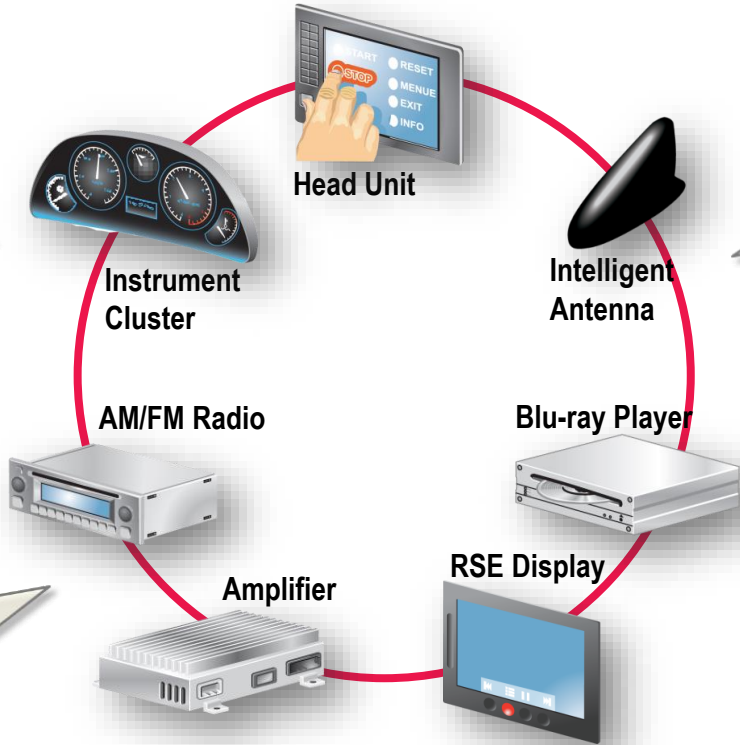 START
STOP
RESET
MENUE
EXIT
INFO
Head Unit
Instrument
Cluster
Intelligent
Antenna
AM/FM Radio
Blu-ray Player
Amplifier
RSE Display